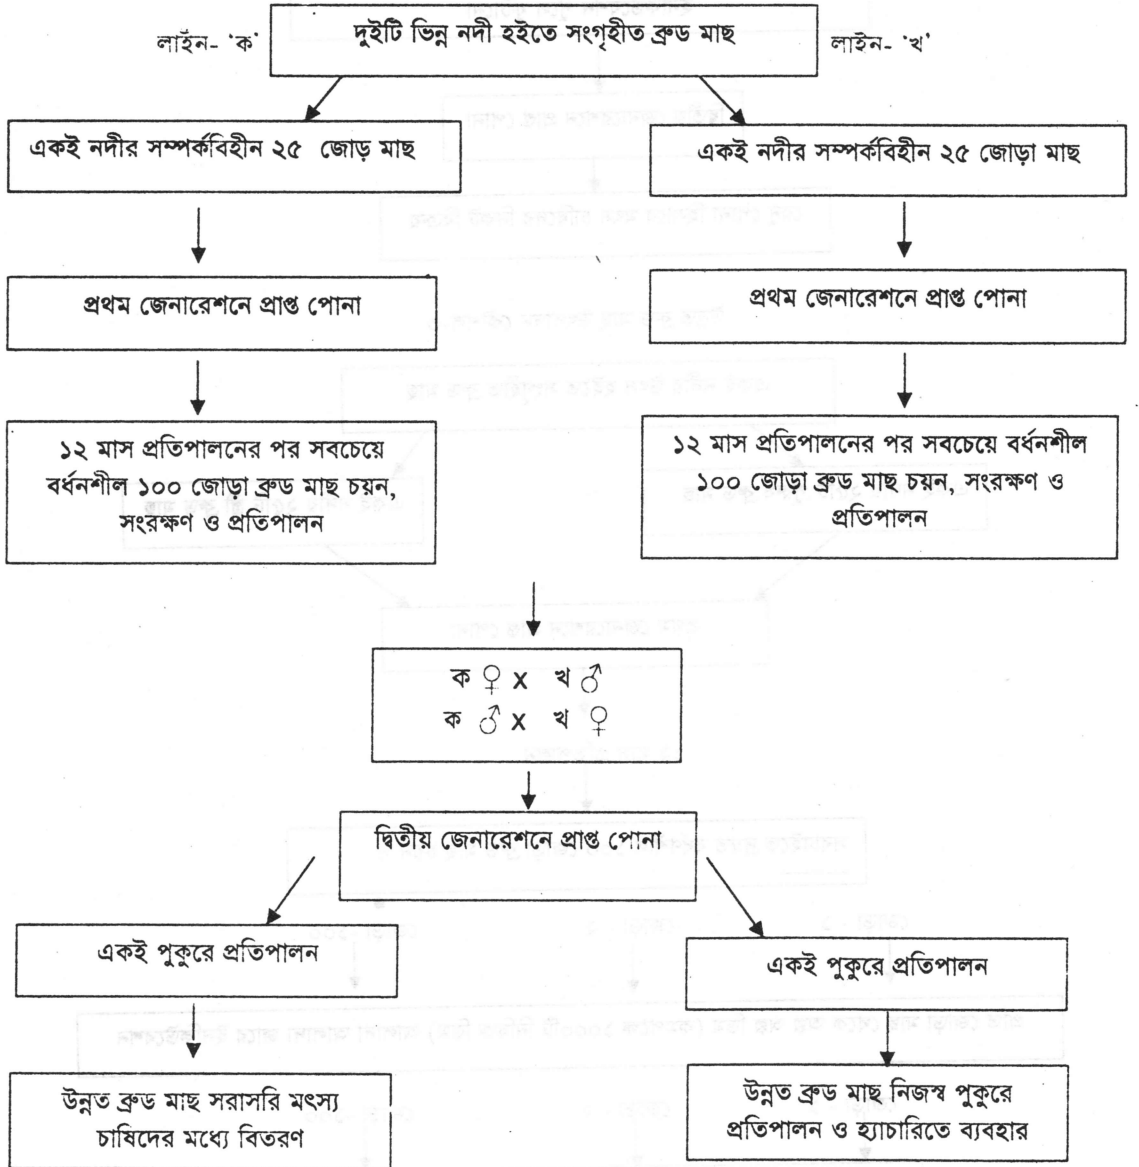 লাইন- 'ক'
দুইটি ভিন্ন নদী হইতে সংগৃহীত ব্রুড মাছ
লাইন- 'খ'
একই নদীর সম্পর্কবিহীন ২৫ জোড় মাছ
একই নদীর সম্পর্কবিহীন ২৫ জোড়া মাছ
প্রথম জেনারেশনে প্রাপ্ত পোনা
প্রথম জেনারেশনে প্রাপ্ত পোনা
১২ মাস প্রতিপালনের পর সবচেয়ে
বর্ধনশীল ১০০ জোড়া ব্রুড মাছ চয়ন,
সংরক্ষণ ও প্রতিপালন
১২ মাস প্রতিপালনের পর সবচেয়ে বর্ধনশীল
১০০ জোড়া ব্রুড মাছ চয়ন, সংরক্ষণ ও
প্রতিপালন
ক ♀ x খ ♂
ক ♂ x খ ♀
দ্বিতীয় জেনারেশনে প্রাপ্ত পোনা
একই পুকুরে প্রতিপালন
একই পুকুরে প্রতিপালন
উন্নত ব্রুড মাছ সরাসরি মৎস্য
চাষিদের মধ্যে বিতরণ
উন্নত ব্রুড মাছ নিজস্ব পুকুরে
প্রতিপালন ও হ্যাচারিতে ব্যবহার